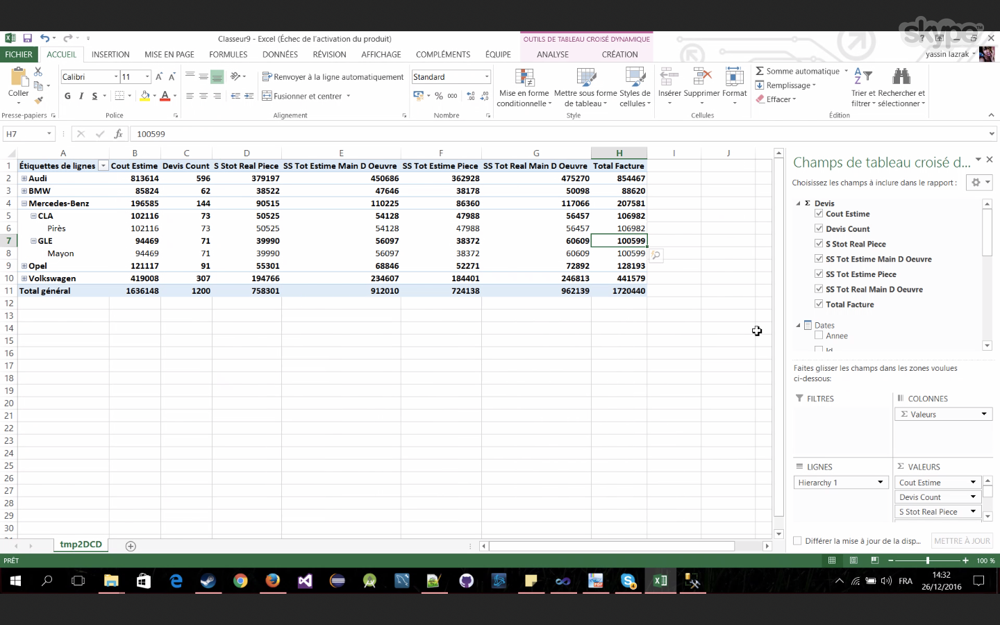 skype™
Classeur9 - Excel (Échec de l'activation du produit)
OUTILS DE TABLEAU CROISÉ DYNAMIQUE
?
FICHIER ACCUEIL INSERTION MISE EN PAGE FORMULES DONNÉES RÉVISION AFFICHAGE COMPLÉMENTS ÉQUIPE ANALYSE CRÉATION yassin lazrak
Coller
Presse-papiers
Calibri 11
G I S
Police
Renvoyer à la ligne automatiquement
Fusionner et centrer
Alignement
Standard
% 000
Nombre
Mise en forme conditionnelle
Mettre sous forme de tableau
Styles de cellules
Style
Insérer Supprimer Format
Cellules
Somme automatique
Remplissage
Effacer
Trier et filtrer
Rechercher et sélectionner
Édition
H7 fx 100599
A B C D E F G H I J
1 Étiquettes de lignes Cout Estime Devis Count S Stot Real Piece SS Tot Estime Main D Oeuvre SS Tot Estime Piece SS Tot Real Main D Oeuvre Total Facture
2 Audi 813614 596 379197 450686 362928 475270 854467
3 BMW 85824 62 38522 47646 38178 50098 88620
4 Mercedes-Benz 196585 144 90515 110225 86360 117066 207581
5 CLA 102116 73 50525 54128 47988 56457 106982
6 Pirès 102116 73 50525 54128 47988 56457 106982
7 GLE 94469 71 39990 56097 38372 60609 100599
8 Mayon 94469 71 39990 56097 38372 60609 100599
9 Opel 121117 91 55301 68846 52271 72892 128193
10 Volkswagen 419008 307 194766 234607 184401 246813 441579
11 Total général 1636148 1200 758301 912010 724138 962139 1720440
12
13
14
15
16
17
18
19
20
21
22
23
24
25
26
27
28
29
30
Champs de tableau croisé d...
Choisissez les champs à inclure dans le rapport :
Σ Devis
Cout Estime
Devis Count
S Stot Real Piece
SS Tot Estime Main D Oeuvre
SS Tot Estime Piece
SS Tot Real Main D Oeuvre
Total Facture
Dates
Annee
Id
Faites glisser les champs dans les zones voulues
ci-dessous:
FILTRES
COLONNES
Σ Valeurs
LIGNES
Hierarchy 1
Σ VALEURS
Cout Estime
Devis Count
S Stot Real Piece
Différer la mise à jour de la disp... METTRE À JOUR
tmp2DCD
PRÊT
100 %
4
FRA
14:32
26/12/2016